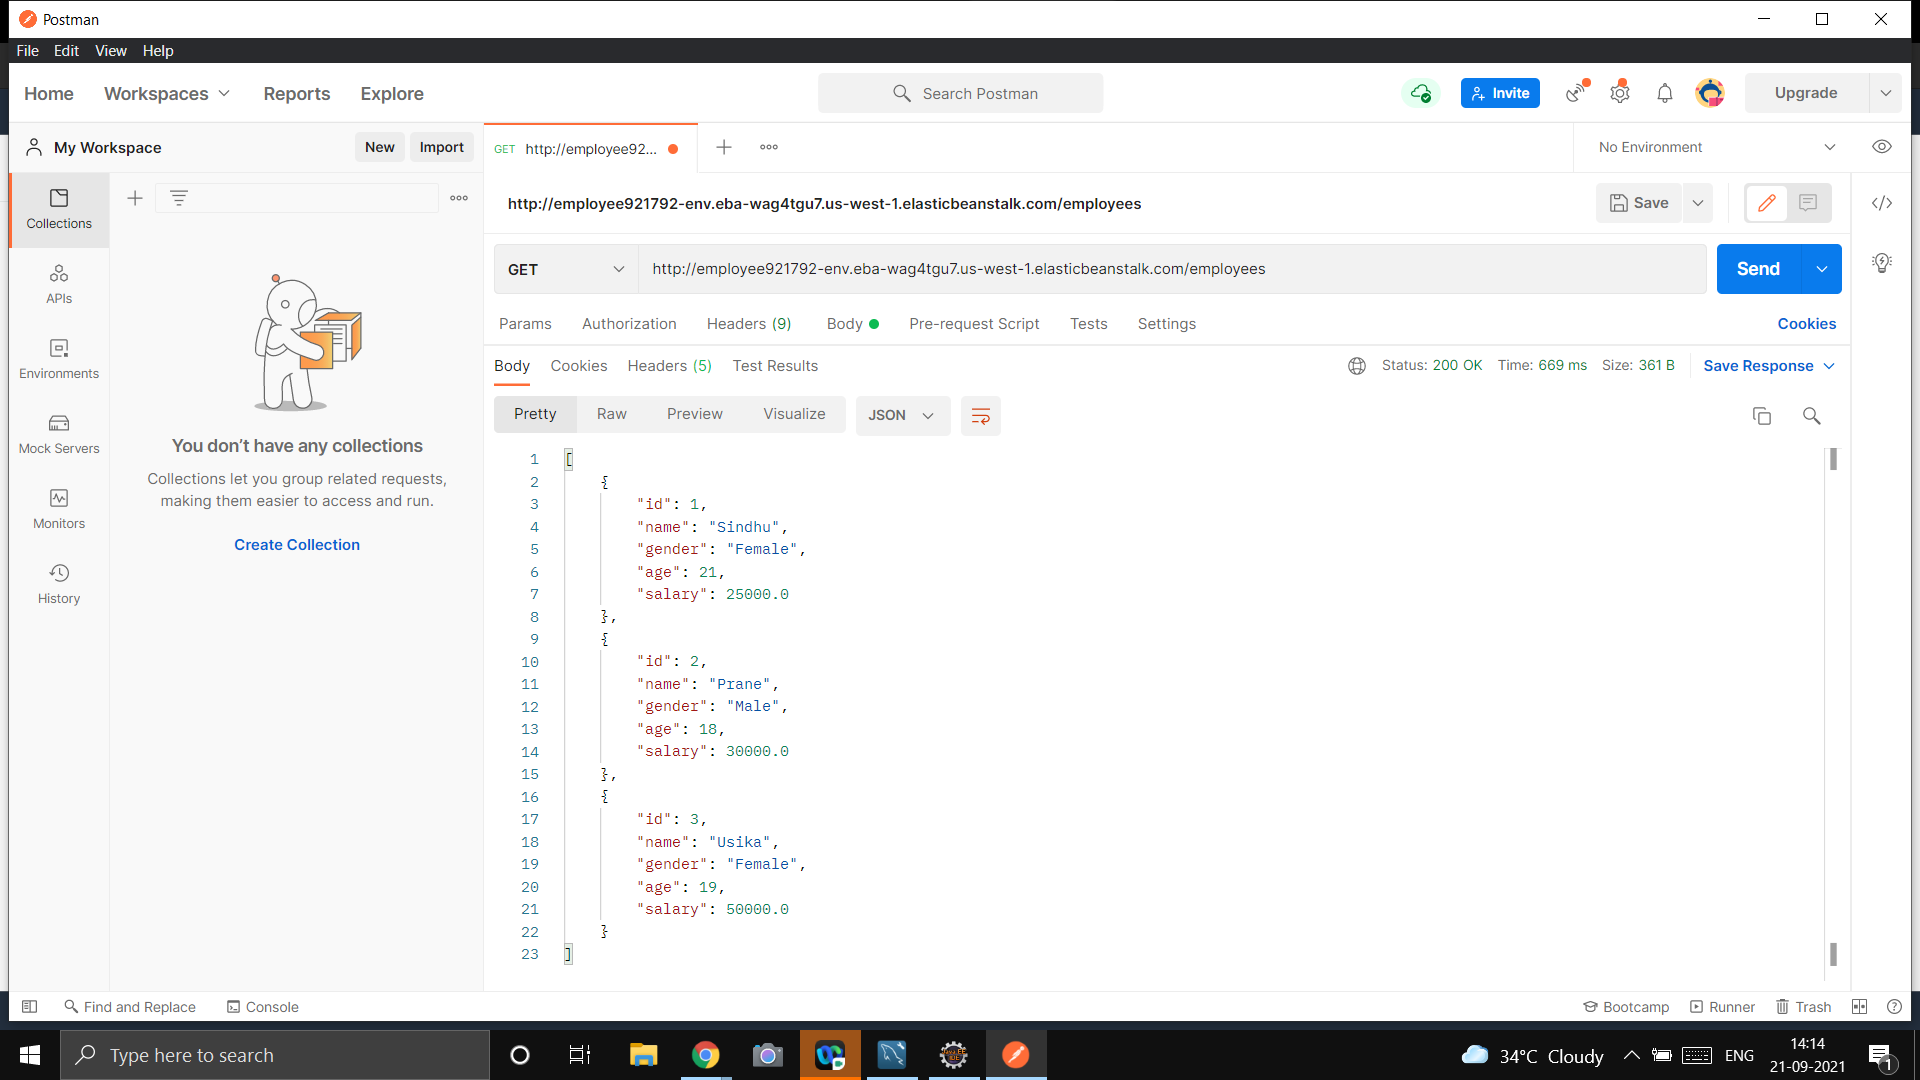 Postman
File Edit View Help
Home Workspaces Reports Explore Search Postman Invite Upgrade
My Workspace New Import GET http://employee92... No Environment
Collections
http://employee921792-env.eba-wag4tgu7.us-west-1.elasticbeanstalk.com/employees Save
GET http://employee921792-env.eba-wag4tgu7.us-west-1.elasticbeanstalk.com/employees Send
APIs
Params Authorization Headers (9) Body Pre-request Script Tests Settings Cookies
Environments
Body Cookies Headers (5) Test Results Status: 200 OK Time: 669 ms Size: 361 B Save Response
Pretty Raw Preview Visualize JSON
Mock Servers
You don't have any collections
Collections let you group related requests,
making them easier to access and run.
Monitors
Create Collection
History
1 [
2 {
3 "id": 1,
4 "name": "Sindhu",
5 "gender": "Female",
6 "age": 21,
7 "salary": 25000.0
8 },
9 {
10 "id": 2,
11 "name": "Prane",
12 "gender": "Male",
13 "age": 18,
14 "salary": 30000.0
15 },
16 {
17 "id": 3,
18 "name": "Usika",
19 "gender": "Female",
20 "age": 19,
21 "salary": 50000.0
22 }
23 ]
Find and Replace Console Bootcamp Runner Trash
Type here to search 34°C Cloudy ENG 14:14
21-09-2021 1